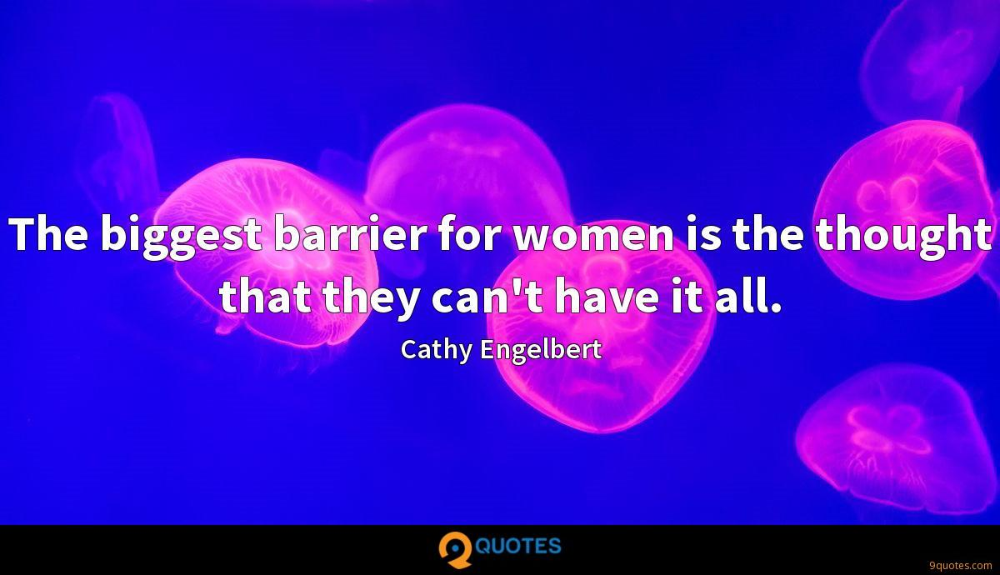 The biggest barrier for women is the thought
that they can't have it all.
Cathy Engelbert
9 QUOTES
9quotes.com